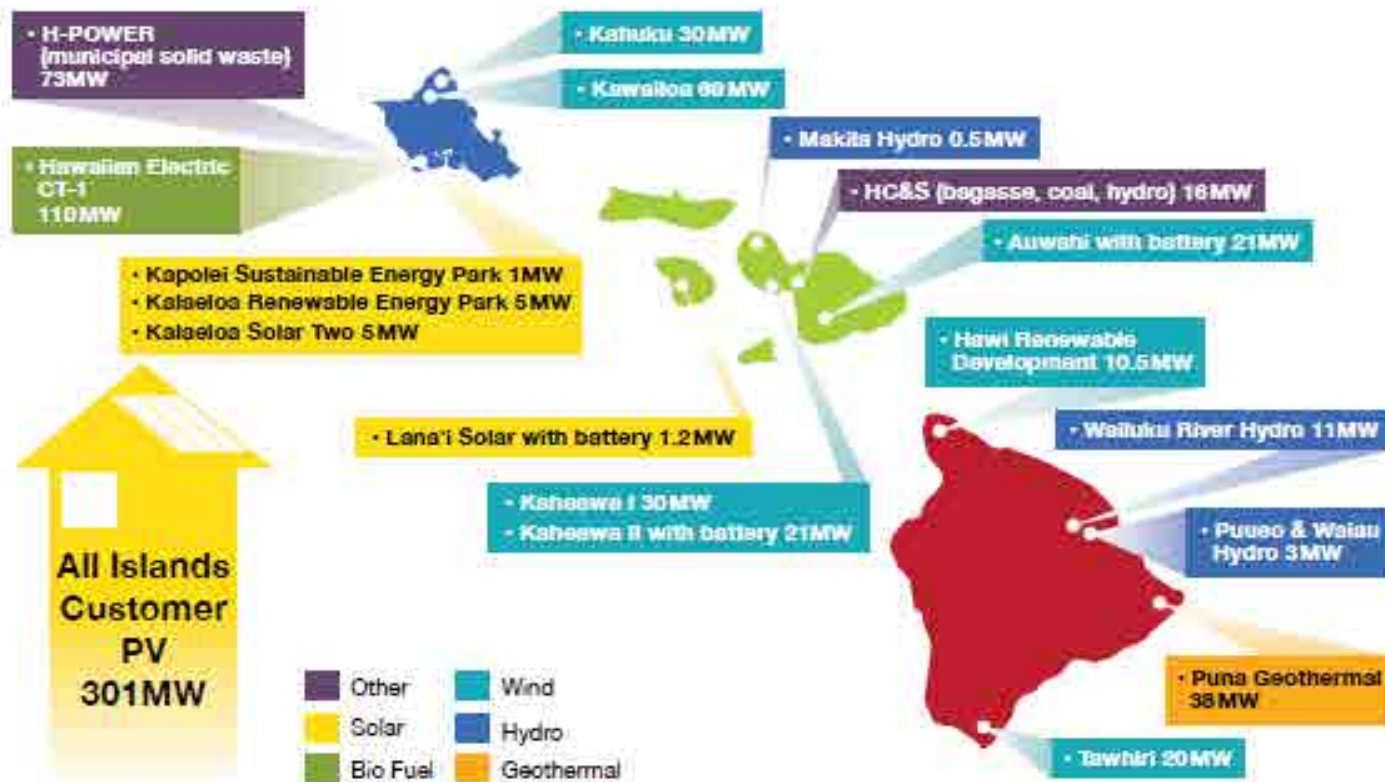 • H-POWER
(municipal solid waste)
73MW
• Kahuku 30MW
• Kawailoa 69MW
• Makila Hydro 0.5MW
• Hawaiian Electric
CT-1
110MW
• HC&S (bagasse, coal, hydro) 16MW
• Auwahi with battery 21MW
• Kapolei Sustainable Energy Park 1MW
• Kalaeloa Renewable Energy Park 5MW
• Kalaeloa Solar Two 5MW
• Hawi Renewable
Development 10.5MW
• Lana'i Solar with battery 1.2MW
• Wailuku River Hydro 11MW
• Kaheawa I 30MW
• Kaheawa II with battery 21MW
• Puueo & Waiau
Hydro 3MW
All Islands
Customer
PV
301MW
• Puna Geothermal
38MW
• Tawhiri 20MW
Other
Solar
Bio Fuel
Wind
Hydro
Geothermal